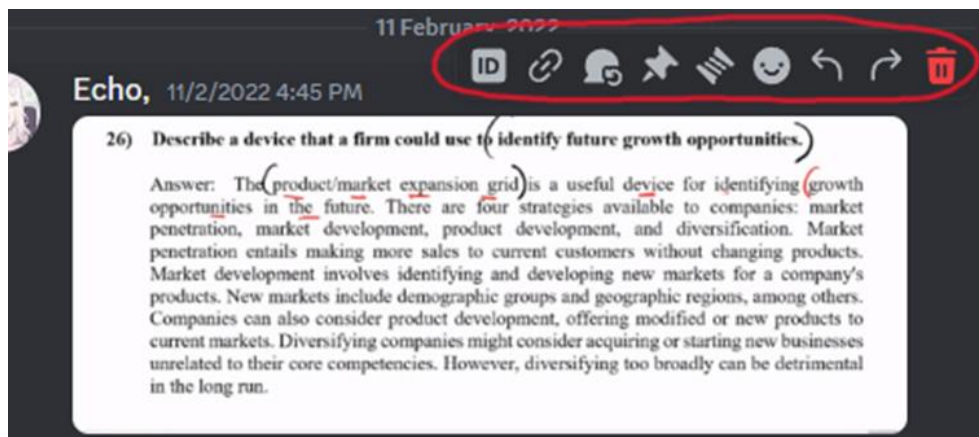 11 February 2022
ID
Echo, 11/2/2022 4:45 PM
26) Describe a device that a firm could use to identify future growth opportunities.
Answer: The product/market expansion grid is a useful device for identifying growth
opportunities in the future. There are four strategies available to companies: market
penetration, market development, product development, and diversification. Market
penetration entails making more sales to current customers without changing products.
Market development involves identifying and developing new markets for a company's
products. New markets include demographic groups and geographic regions, among others.
Companies can also consider product development, offering modified or new products to
current markets. Diversifying companies might consider acquiring or starting new businesses
unrelated to their core competencies. However, diversifying too broadly can be detrimental
in the long run.